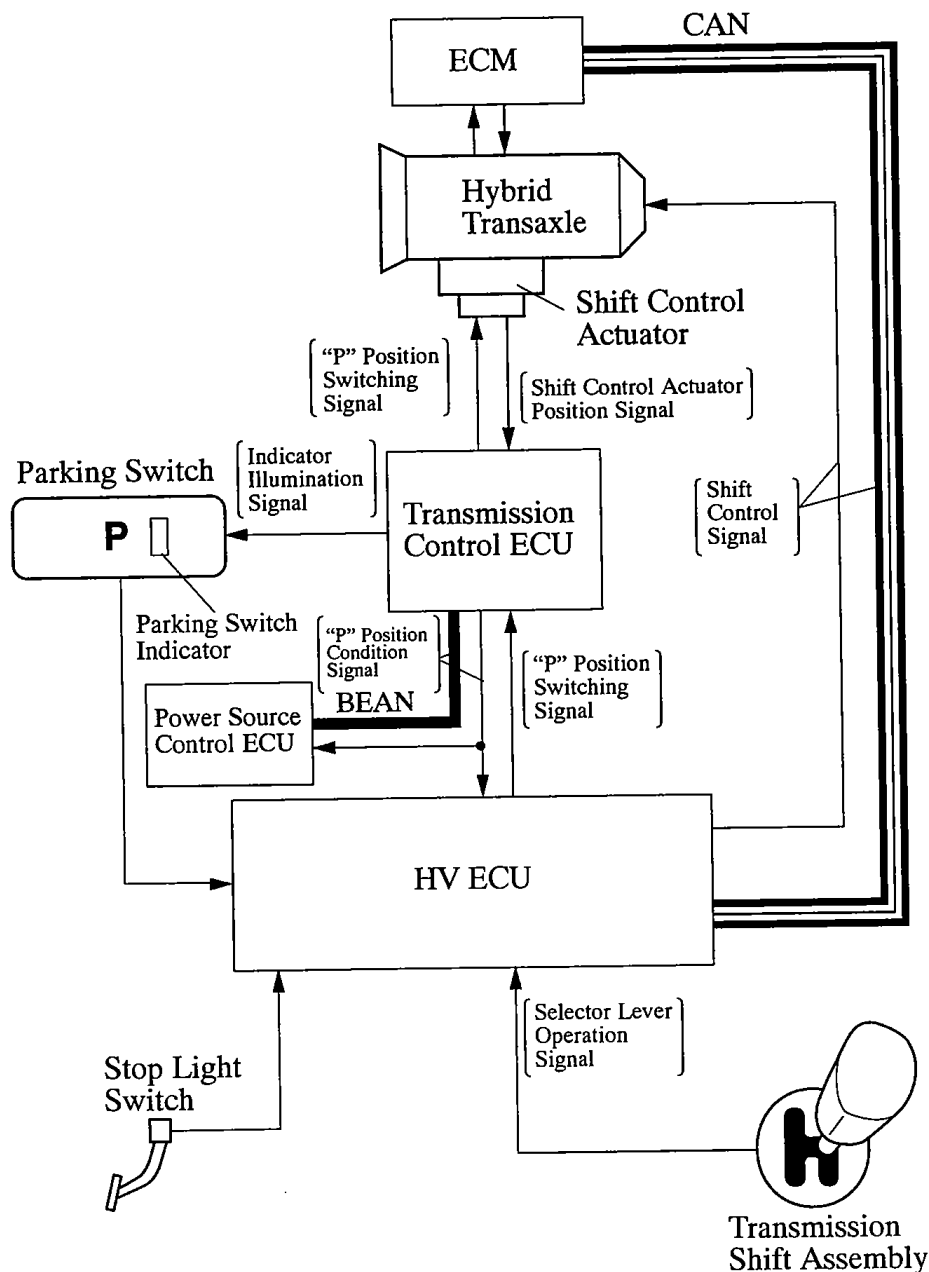 CAN
ECM
Hybrid
Transaxle
Shift Control
Actuator
“P” Position
Switching
Signal
Shift Control Actuator
Position Signal
Parking Switch
Indicator
Illumination
Signal
P
Transmission
Control ECU
Shift
Control
Signal
Parking Switch
Indicator
“P” Position
Condition
Signal
“P” Position
Switching
Signal
BEAN
Power Source
Control ECU
HV ECU
Selector Lever
Operation
Signal
Stop Light
Switch
Transmission
Shift Assembly